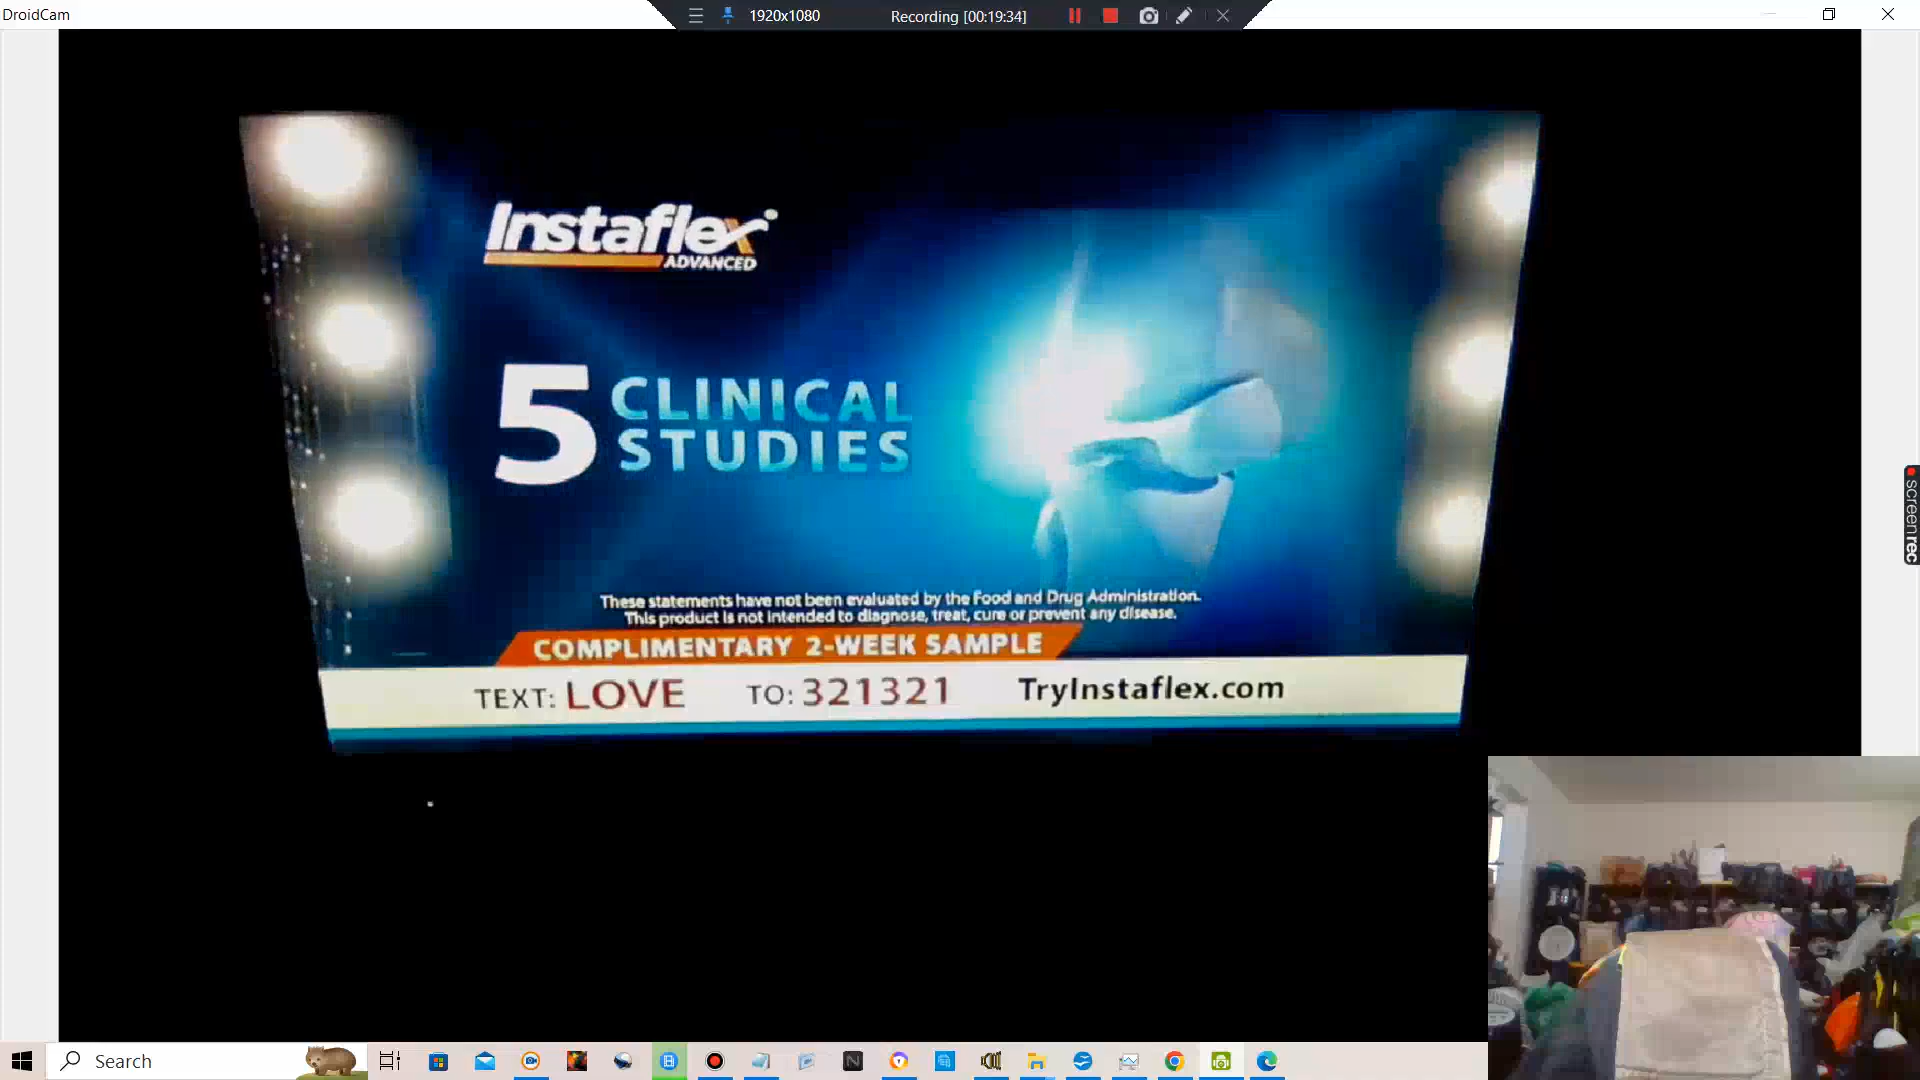 DroidCam
1920x1080
Recording [00:19:34]
Instaflex
ADVANCED
5 CLINICAL
STUDIES
These statements have not been evaluated by the Food and Drug Administration.
This product is not intended to diagnose, treat, cure or prevent any disease.
COMPLIMENTARY 2-WEEK SAMPLE
TEXT: LOVE TO: 321321 TryInstaflex.com
screenrec
Search